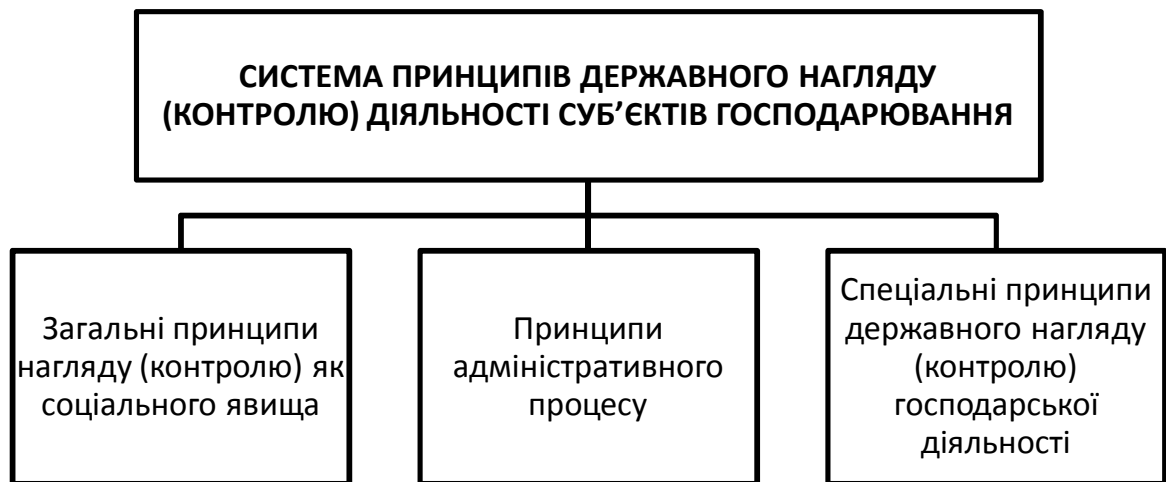 СИСТЕМА ПРИНЦИПІВ ДЕРЖАВНОГО НАГЛЯДУ
(КОНТРОЛЮ) ДІЯЛЬНОСТІ СУБ’ЄКТІВ ГОСПОДАРЮВАННЯ
Загальні принципи
нагляду (контролю) як
соціального явища
Принципи
адміністративного
процесу
Спеціальні принципи
державного нагляду
(контролю)
господарської
діяльності